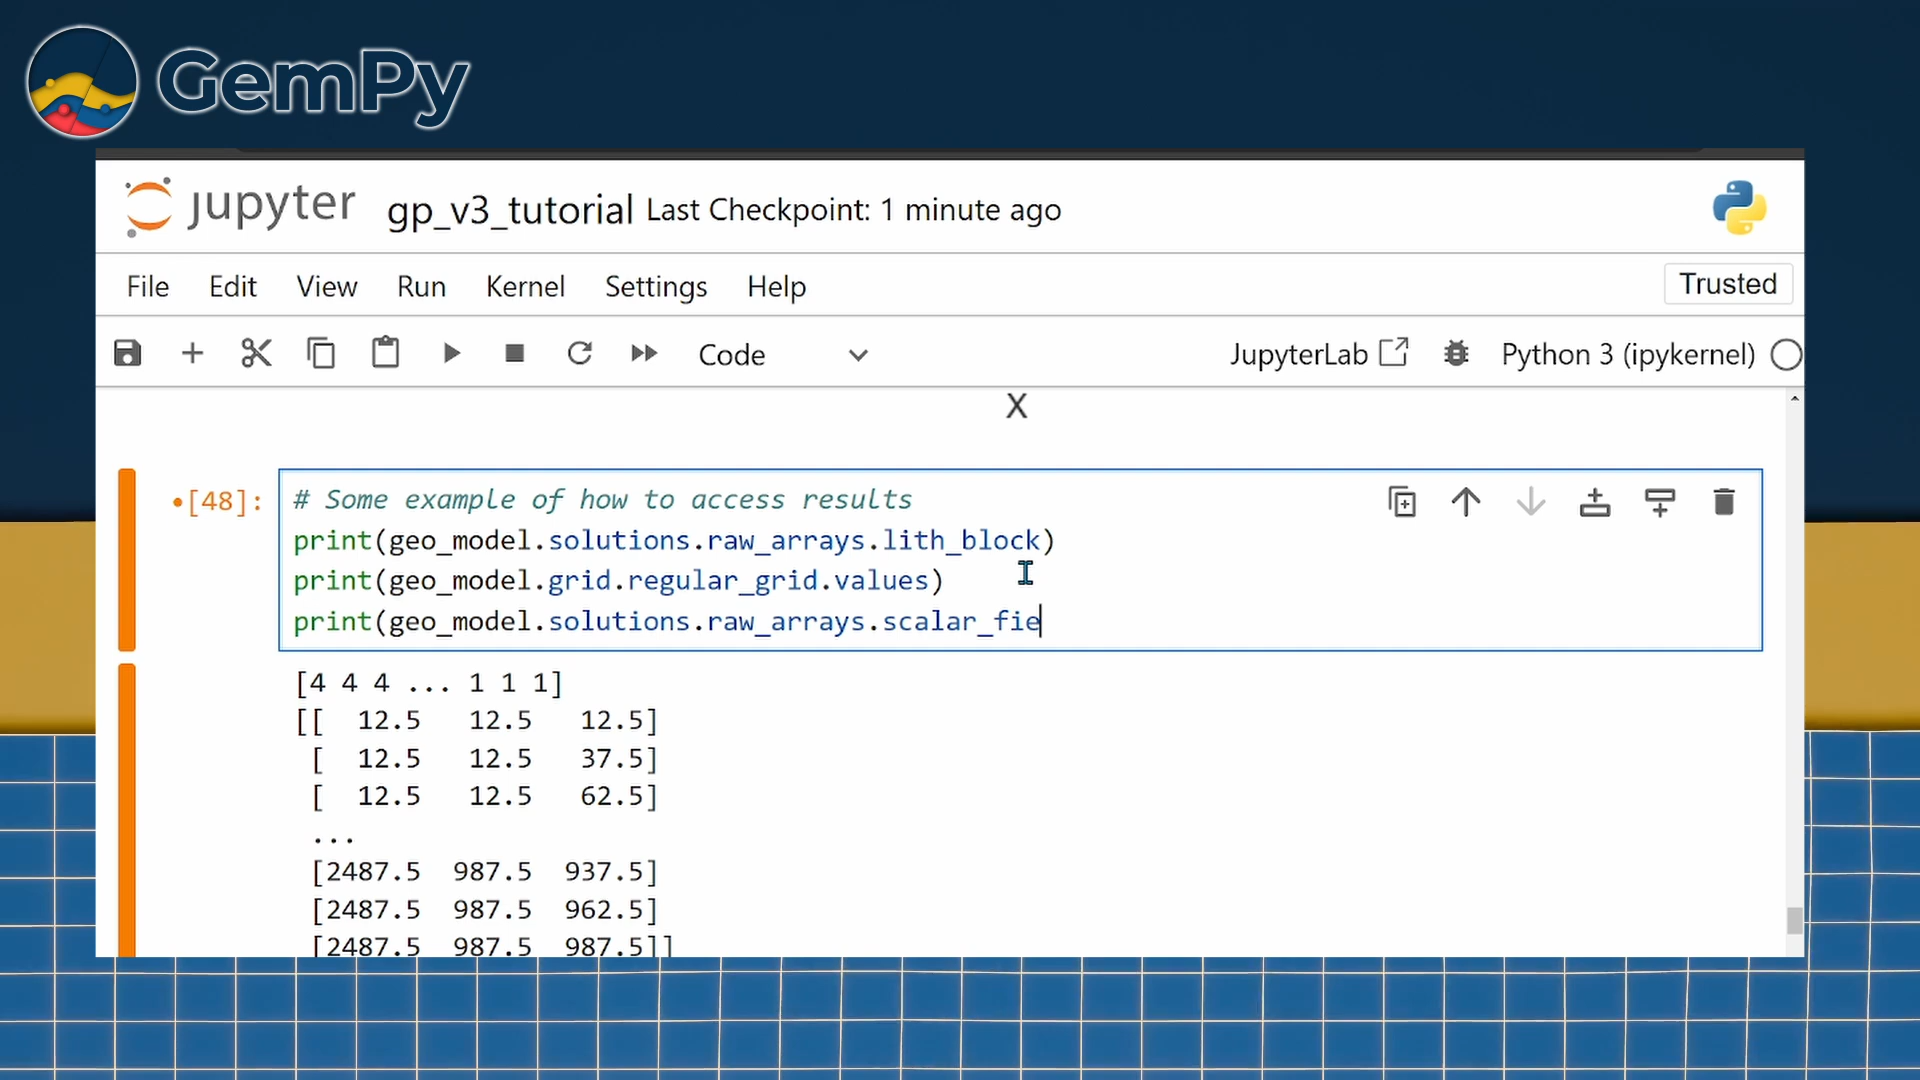 GemPy
jupyter gp_v3_tutorial Last Checkpoint: 1 minute ago
File Edit View Run Kernel Settings Help Trusted
Code JupyterLab Python 3 (ipykernel)
X
•[48]: # Some example of how to access results
print(geo_model.solutions.raw_arrays.lith_block)
print(geo_model.grid.regular_grid.values)
print(geo_model.solutions.raw_arrays.scalar_fie
[4 4 4 ... 1 1 1]
[[ 12.5 12.5 12.5]
[ 12.5 12.5 37.5]
[ 12.5 12.5 62.5]
...
[2487.5 987.5 937.5]
[2487.5 987.5 962.5]
[2487.5 987.5 987.5]]